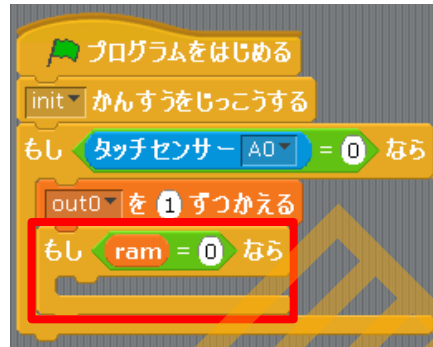 プログラムをはじめる
init かんすうをじっこうする
もし タッチセンサー A0 = 0 なら
out0 を 1 ずつかえる
もし ram = 0 なら